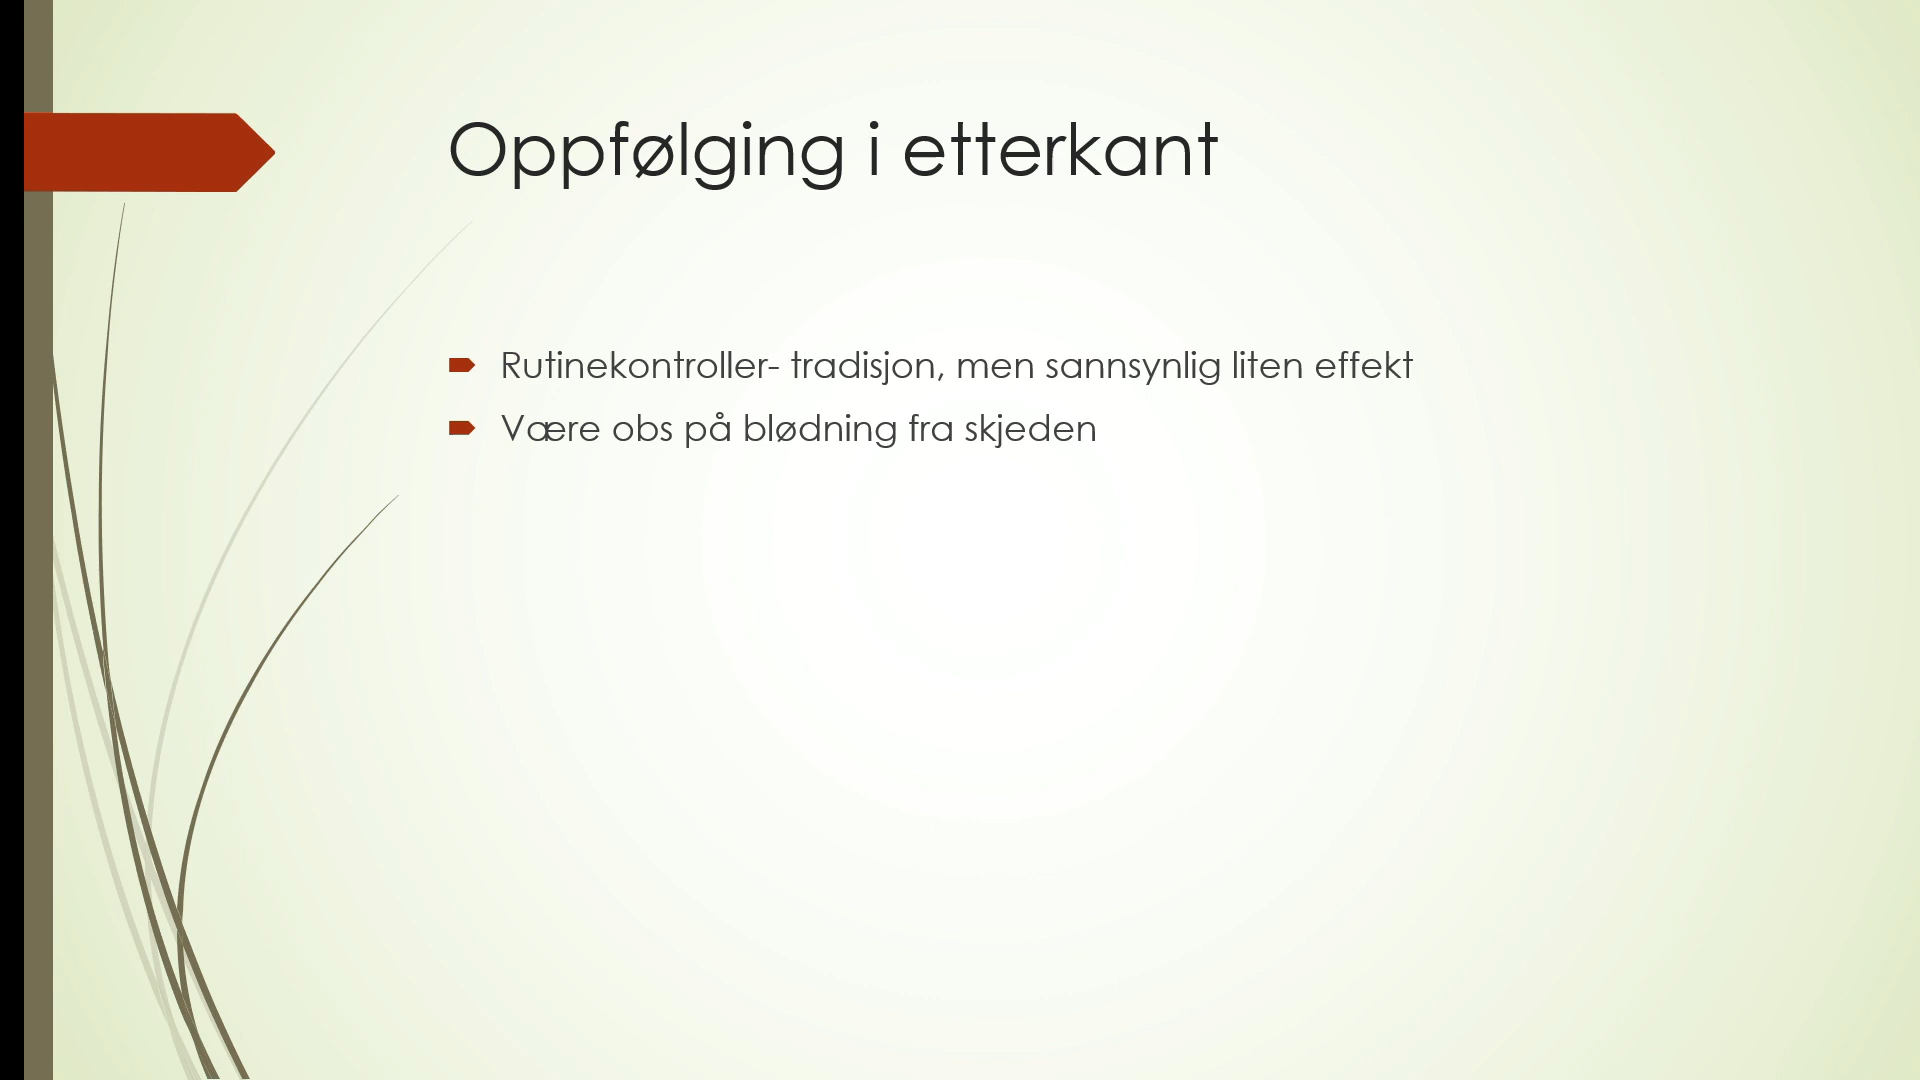 Oppfølging i etterkant
Rutinekontroller- tradisjon, men sannsynlig liten effekt
Være obs på blødning fra skjeden